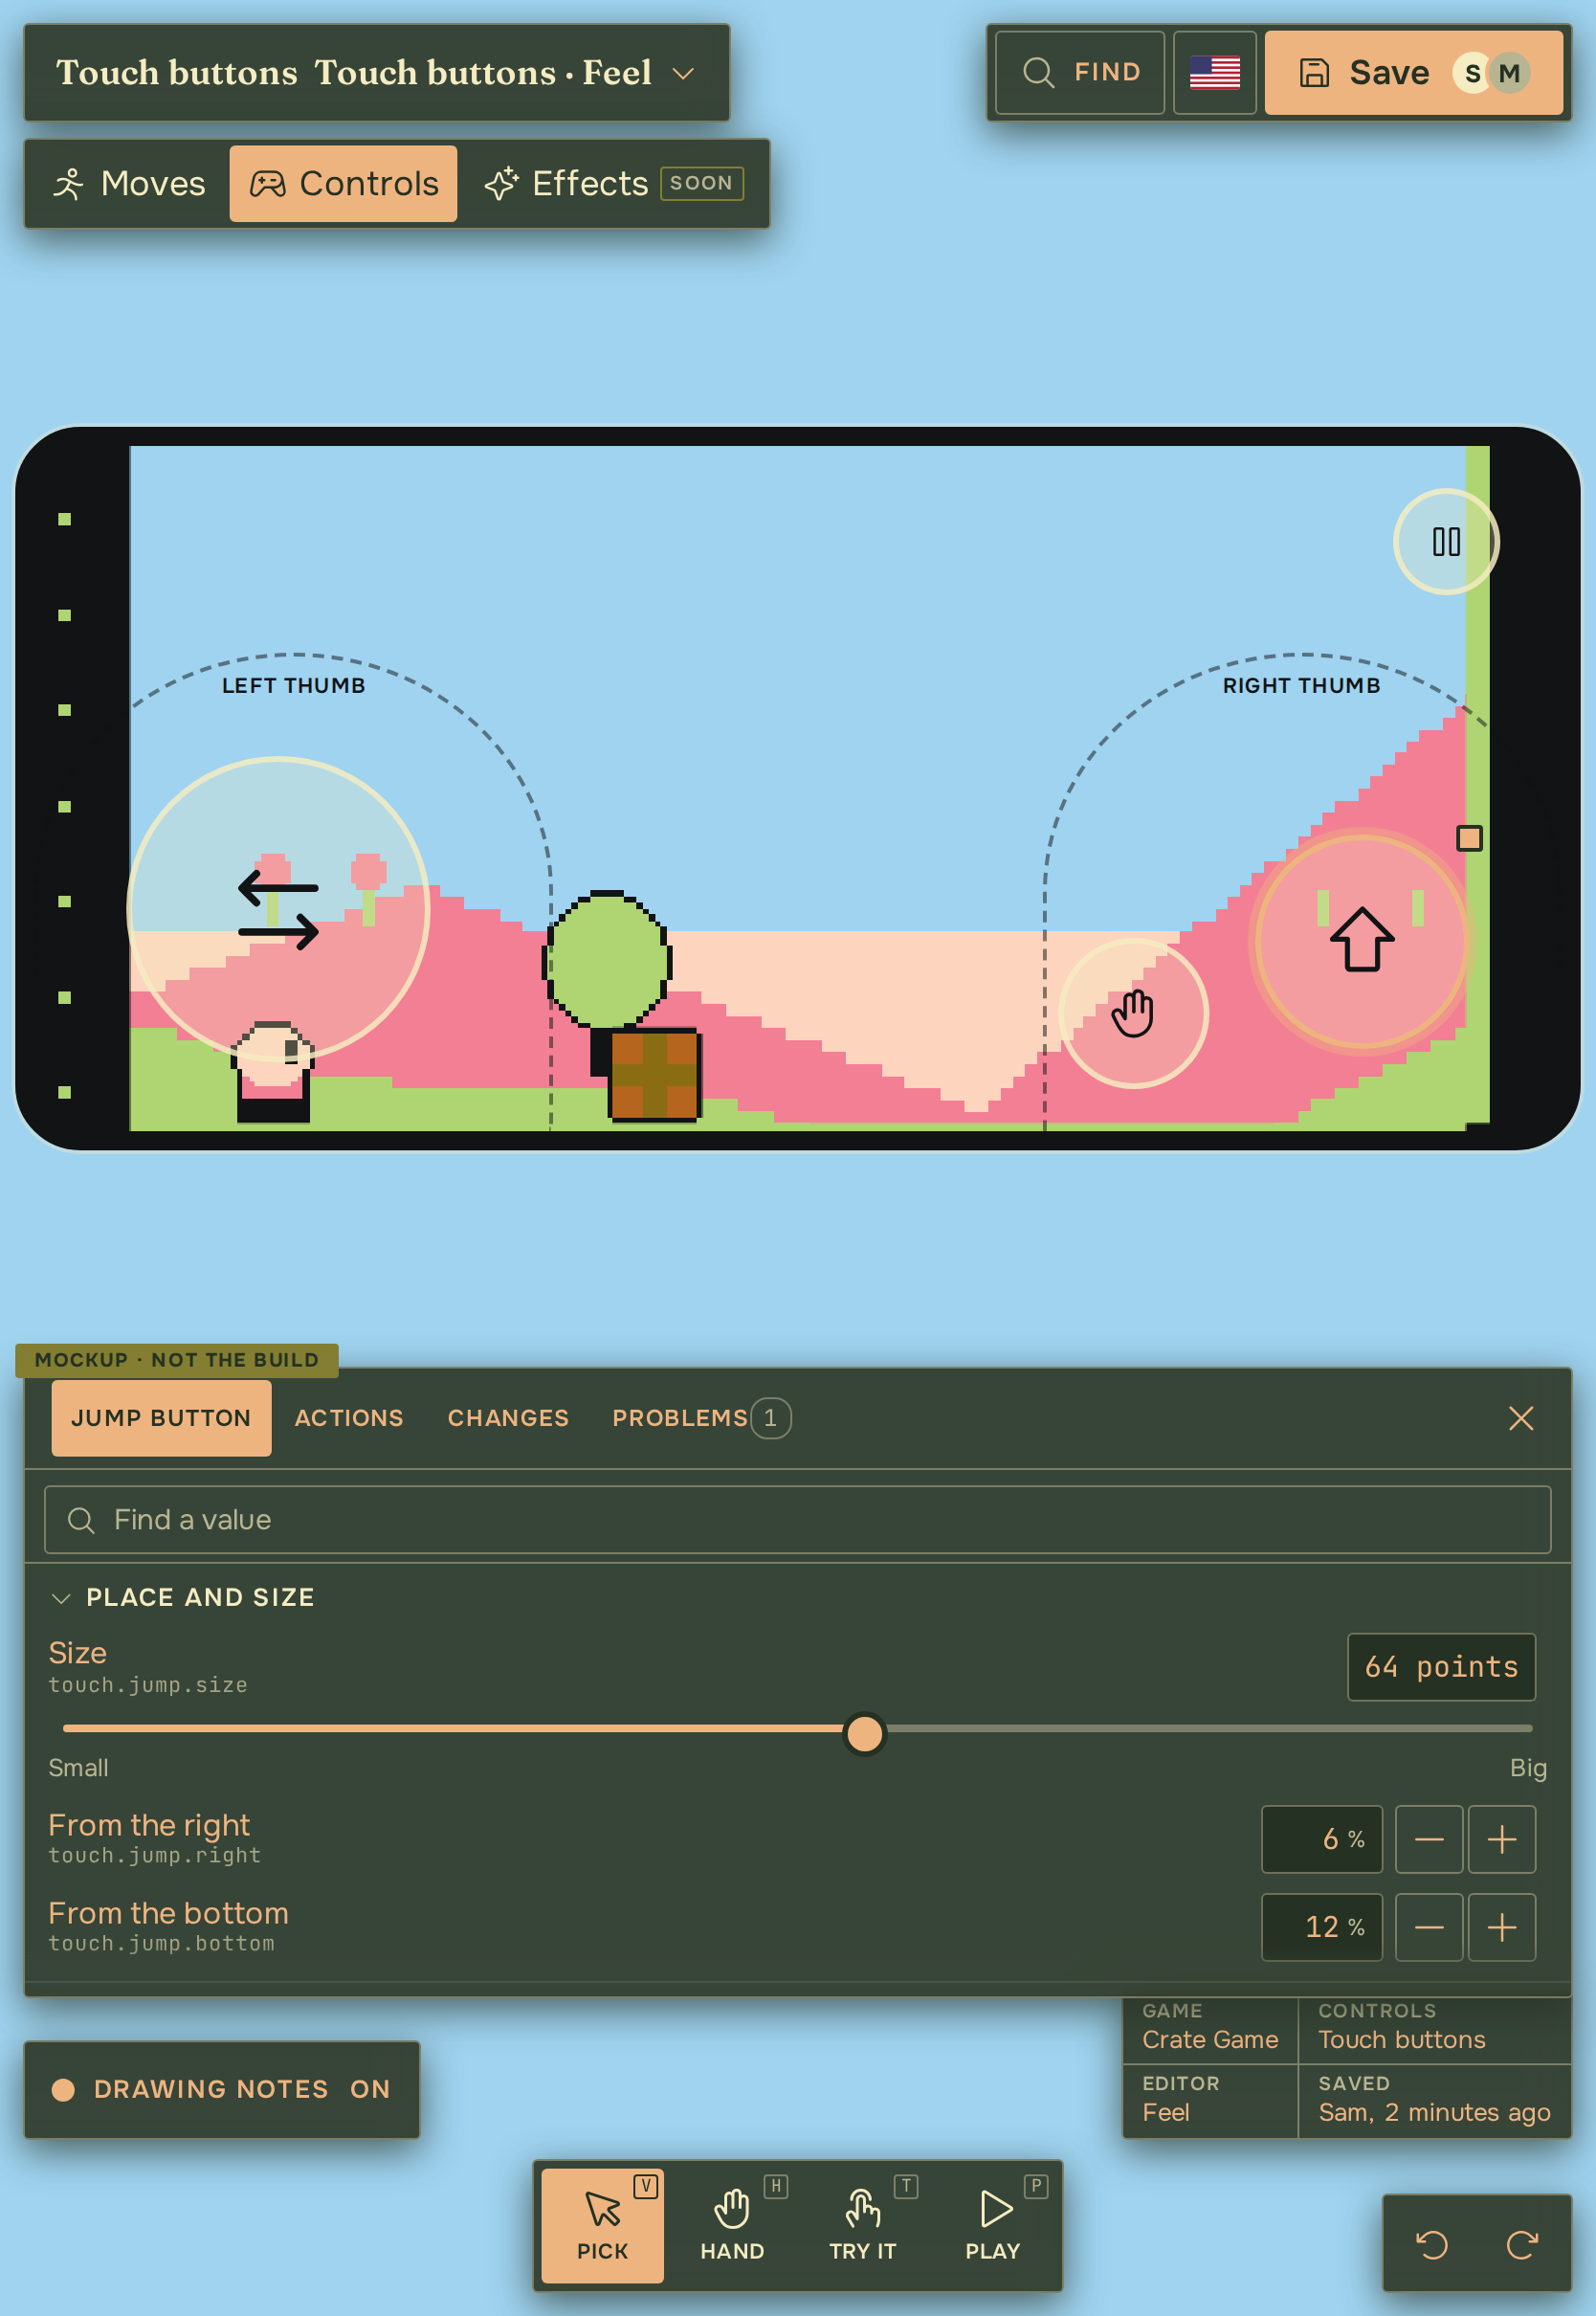 Touch buttons Touch buttons · Feel
FIND
Save S M
Moves Controls Effects SOON
LEFT THUMB
RIGHT THUMB
MOCKUP · NOT THE BUILD
JUMP BUTTON ACTIONS CHANGES PROBLEMS 1
Find a value
PLACE AND SIZE
Size
touch.jump.size
64 points
Small Big
From the right
touch.jump.right
6 %
From the bottom
touch.jump.bottom
12 %
GAME CONTROLS
Crate Game Touch buttons
EDITOR SAVED
Feel Sam, 2 minutes ago
DRAWING NOTES ON
V H T P
PICK HAND TRY IT PLAY